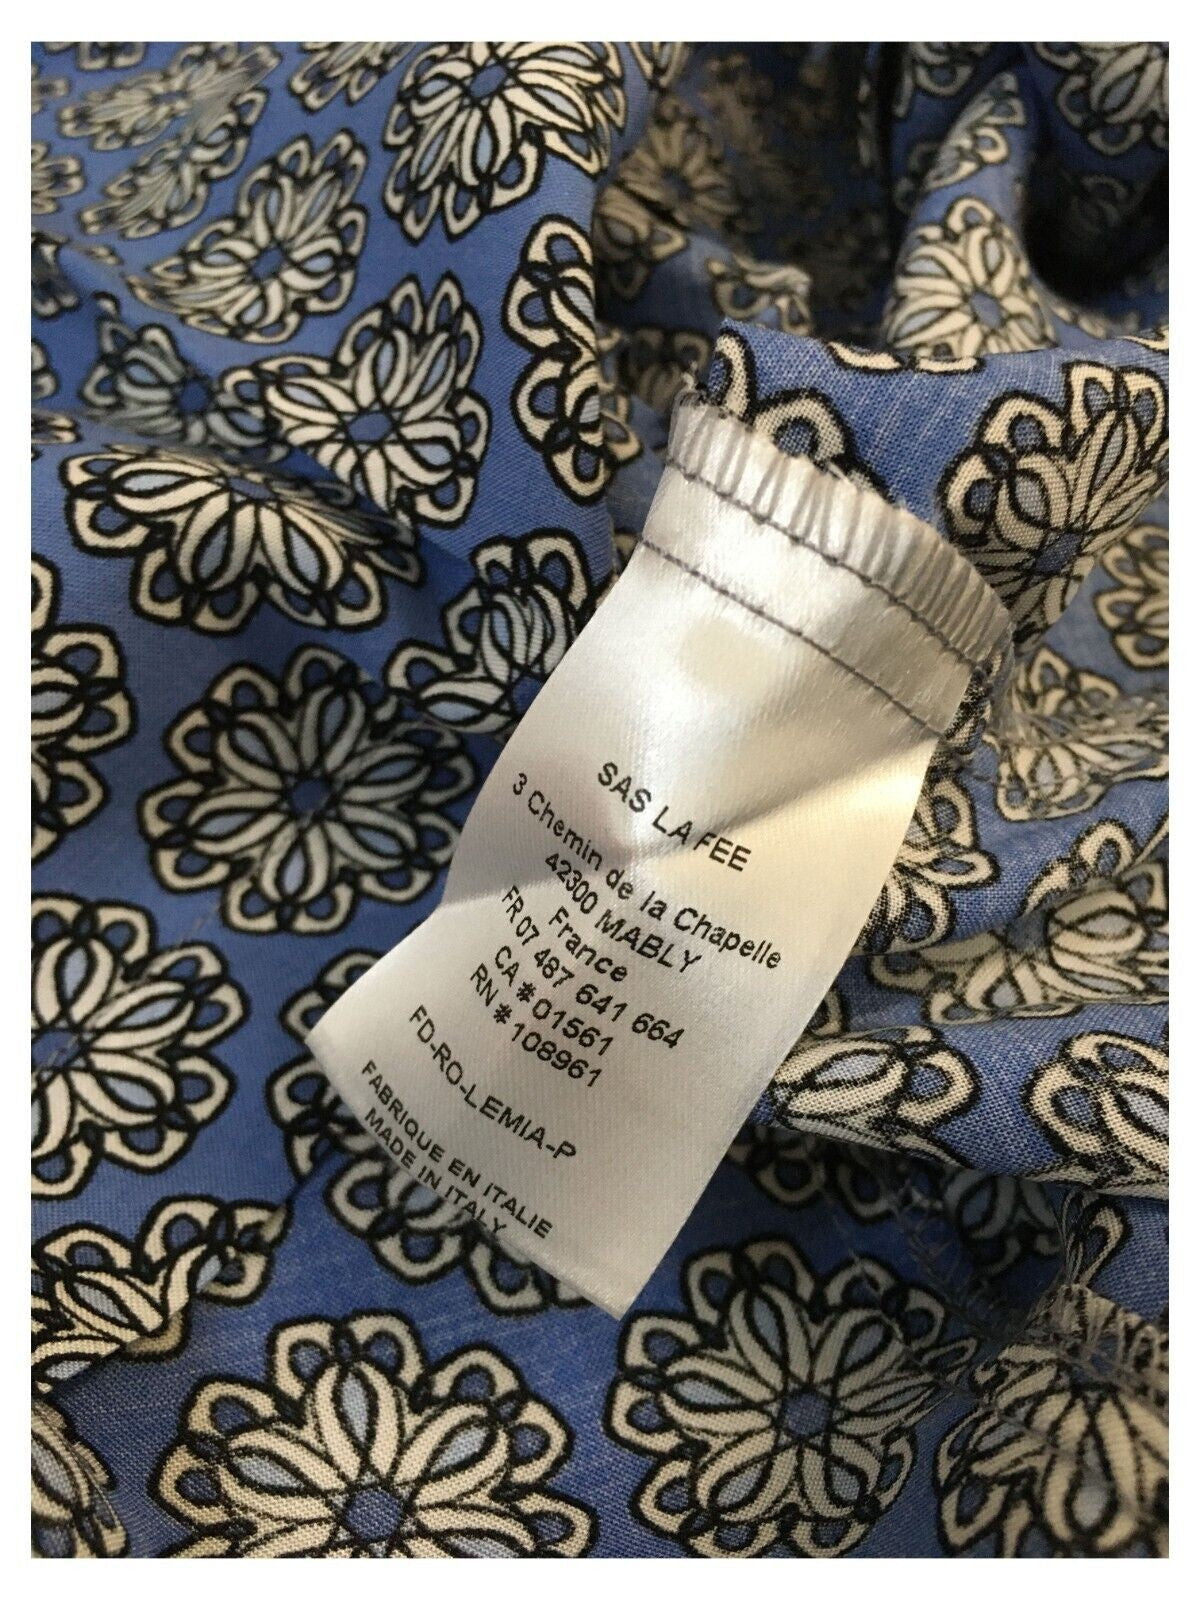 SAS LA FEE
3 Chemin de la Chapelle
42300 MABLY
France
FR 07 487 641 664
CA # 01561
RN # 108961
FD-RO-LEMIA-P
FABRIQUE EN ITALIE
MADE IN ITALY